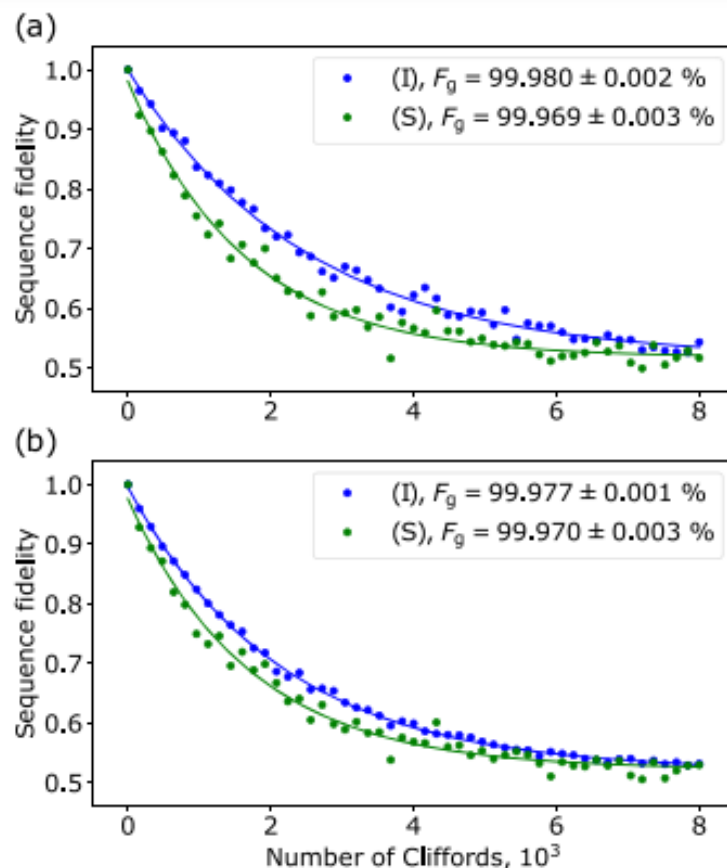 (a)
Sequence fidelity
1.0
0.9
0.8
0.7
0.6
0.5
(I), Fg = 99.980 ± 0.002 %
(S), Fg = 99.969 ± 0.003 %
0 2 4 6 8
(b)
Sequence fidelity
1.0
0.9
0.8
0.7
0.6
0.5
(I), Fg = 99.977 ± 0.001 %
(S), Fg = 99.970 ± 0.003 %
0 2 4 6 8
Number of Cliffords, 10³